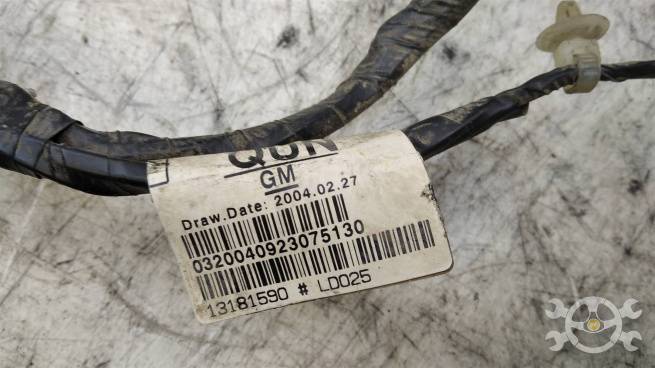 QUN
GM
Draw.Date: 2004.02.27
0320040923075130
13181590 # LD025